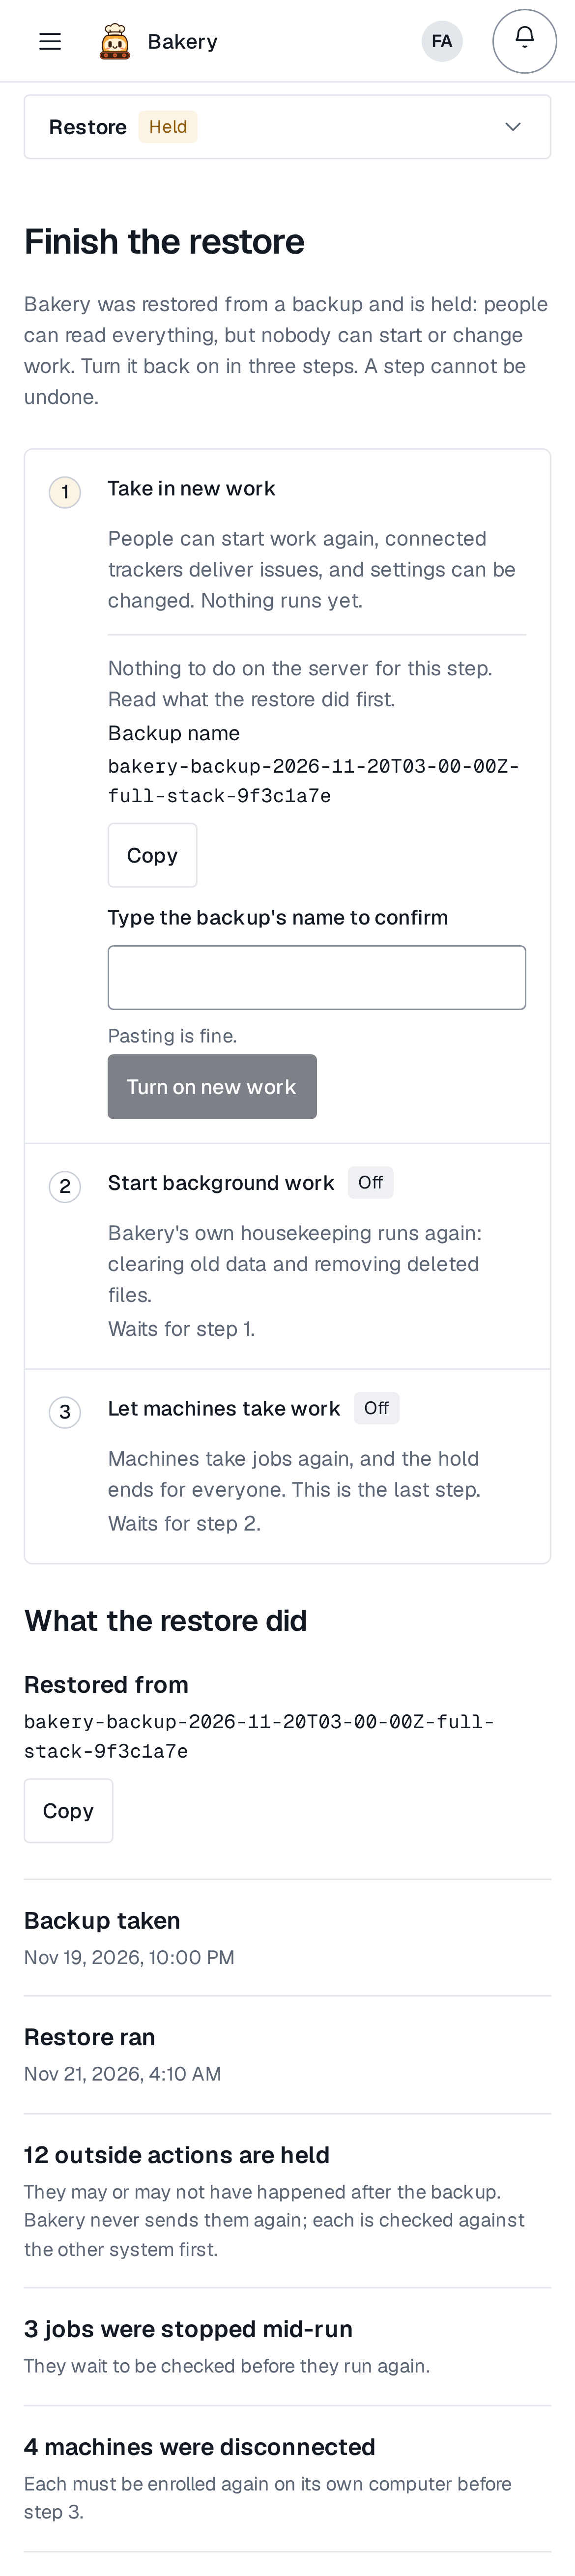 Bakery
FA
Restore Held
Finish the restore
Bakery was restored from a backup and is held: people
can read everything, but nobody can start or change
work. Turn it back on in three steps. A step cannot be
undone.
1 Take in new work
People can start work again, connected
trackers deliver issues, and settings can be
changed. Nothing runs yet.
Nothing to do on the server for this step.
Read what the restore did first.
Backup name
bakery-backup-2026-11-20T03-00-00Z-
full-stack-9f3c1a7e
Copy
Type the backup's name to confirm
Pasting is fine.
Turn on new work
2 Start background work Off
Bakery's own housekeeping runs again:
clearing old data and removing deleted
files.
Waits for step 1.
3 Let machines take work Off
Machines take jobs again, and the hold
ends for everyone. This is the last step.
Waits for step 2.
What the restore did
Restored from
bakery-backup-2026-11-20T03-00-00Z-full-
stack-9f3c1a7e
Copy
Backup taken
Nov 19, 2026, 10:00 PM
Restore ran
Nov 21, 2026, 4:10 AM
12 outside actions are held
They may or may not have happened after the backup.
Bakery never sends them again; each is checked against
the other system first.
3 jobs were stopped mid-run
They wait to be checked before they run again.
4 machines were disconnected
Each must be enrolled again on its own computer before
step 3.